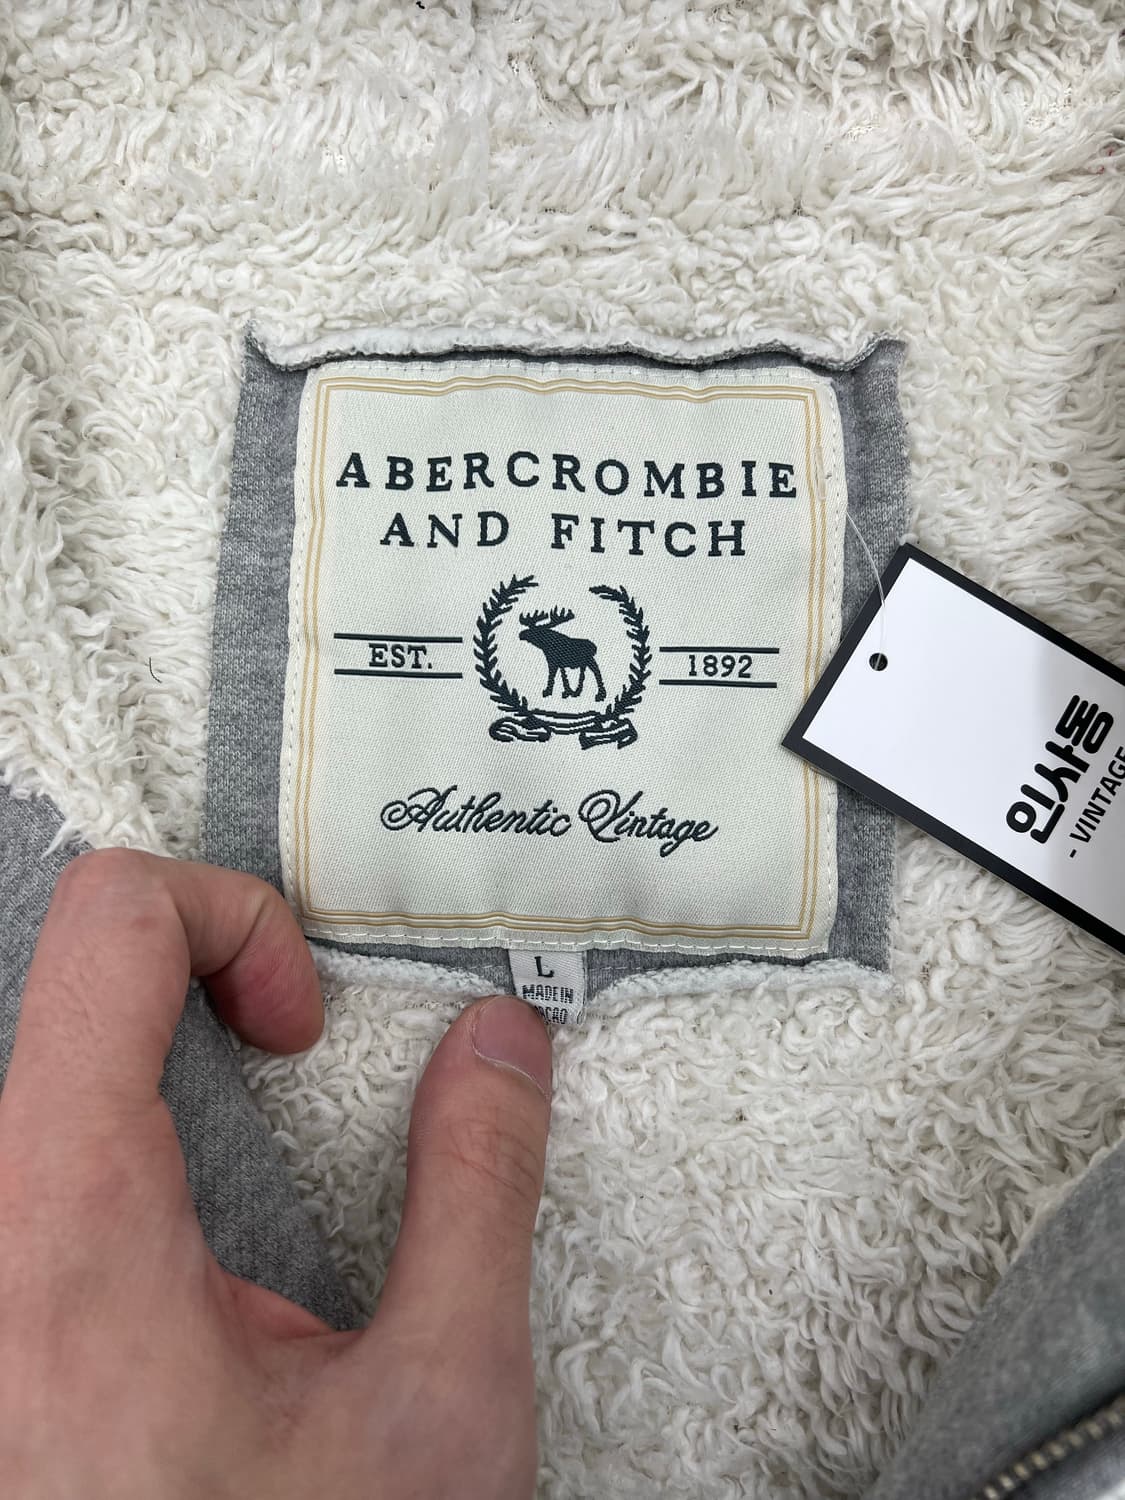 ABERCROMBIE
AND FITCH
EST. 1892
Authentic Vintage
L
MADE IN
인사동
- VINTAGE